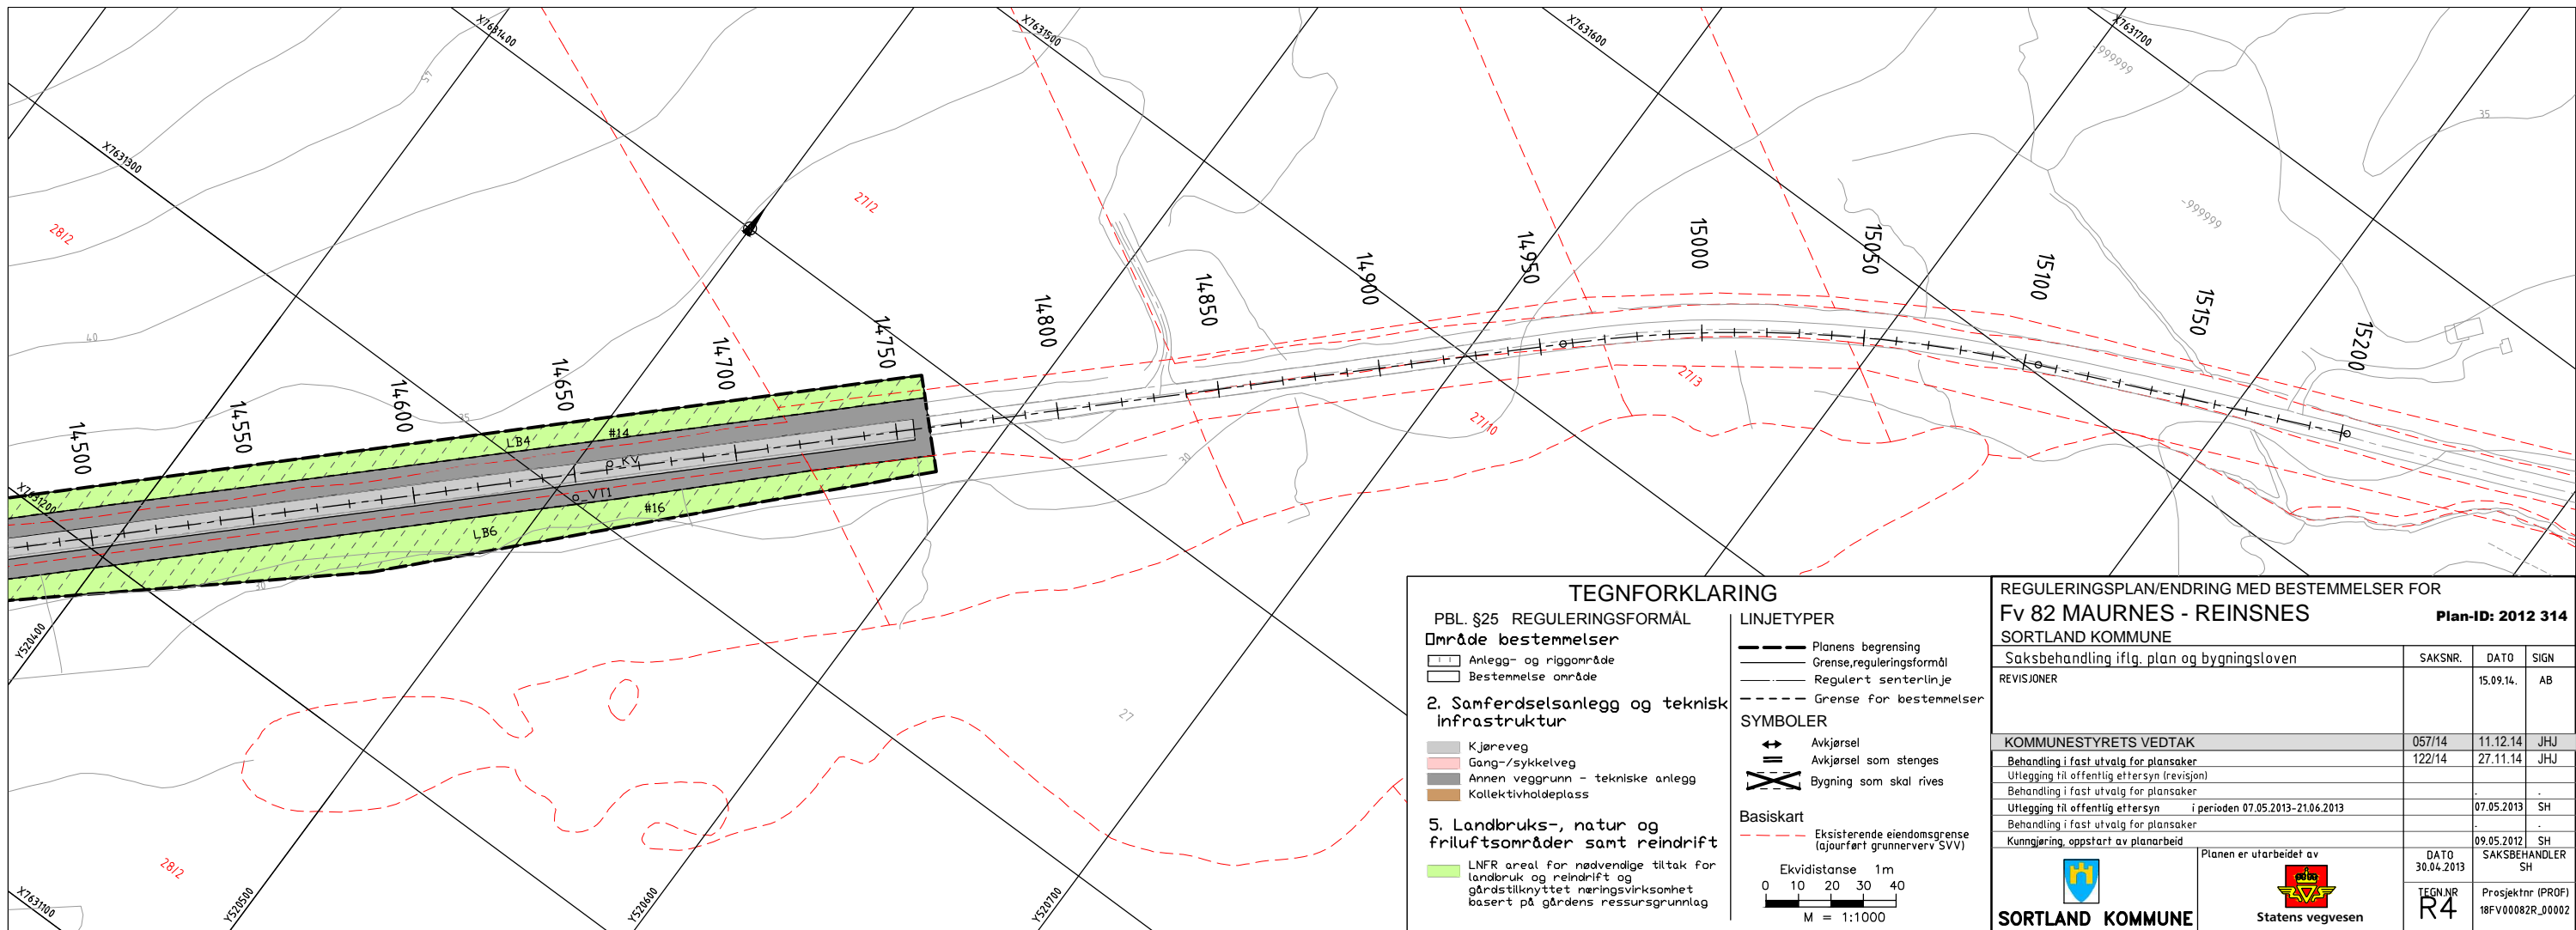 X7631400
X7631500
X7631600
X7631700
-999999
57
35
X7631300
28/2
27/2
-999999
40
14500
14550
14600
14650
14700
14750
14800
14850
14900
14950
15000
15050
15100
15150
15200
35
LB4
#14
o_KV
o_VT1
#16
LB6
30
30
27/3
27/10
X7631200
Y520400
27
28/2
X7631100
Y520500
Y520600
Y520700
TEGNFORKLARING
PBL. §25 REGULERINGSFORMÅL
Område bestemmelser
Anlegg- og riggområde
Bestemmelse område
2. Samferdselsanlegg og teknisk
infrastruktur
Kjøreveg
Gang-/sykkelveg
Annen veggrunn - tekniske anlegg
Kollektivholdeplass
5. Landbruks-, natur og
friluftsområder samt reindrift
LNFR areal for nødvendige tiltak for
landbruk og reindrift og
gårdstilknyttet næringsvirksomhet
basert på gårdens ressursgrunnlag
LINJETYPER
Planens begrensing
Grense,reguleringsformål
Regulert senterlinje
Grense for bestemmelser
SYMBOLER
Avkjørsel
Avkjørsel som stenges
Bygning som skal rives
Basiskart
Eksisterende eiendomsgrense
(ajourført grunnerverv SVV)
Ekvidistanse 1m
0 10 20 30 40
M = 1:1000
REGULERINGSPLAN/ENDRING MED BESTEMMELSER FOR
Fv 82 MAURNES - REINSNES Plan-ID: 2012 314
SORTLAND KOMMUNE
Saksbehandling iflg. plan og bygningsloven SAKSNR. DATO SIGN
REVISJONER 15.09.14. AB
KOMMUNESTYRETS VEDTAK 057/14 11.12.14 JHJ
Behandling i fast utvalg for plansaker 122/14 27.11.14 JHJ
Utlegging til offentlig ettersyn (revisjon)
Behandling i fast utvalg for plansaker . .
Utlegging til offentlig ettersyn i perioden 07.05.2013-21.06.2013 07.05.2013 SH
Behandling i fast utvalg for plansaker . .
Kunngjøring, oppstart av planarbeid 09.05.2012 SH
SORTLAND KOMMUNE
Planen er utarbeidet av
Statens vegvesen
DATO
30.04.2013
SAKSBEHANDLER
SH
TEGN.NR
R4
Prosjektnr (PROF)
18FV00082R_00002